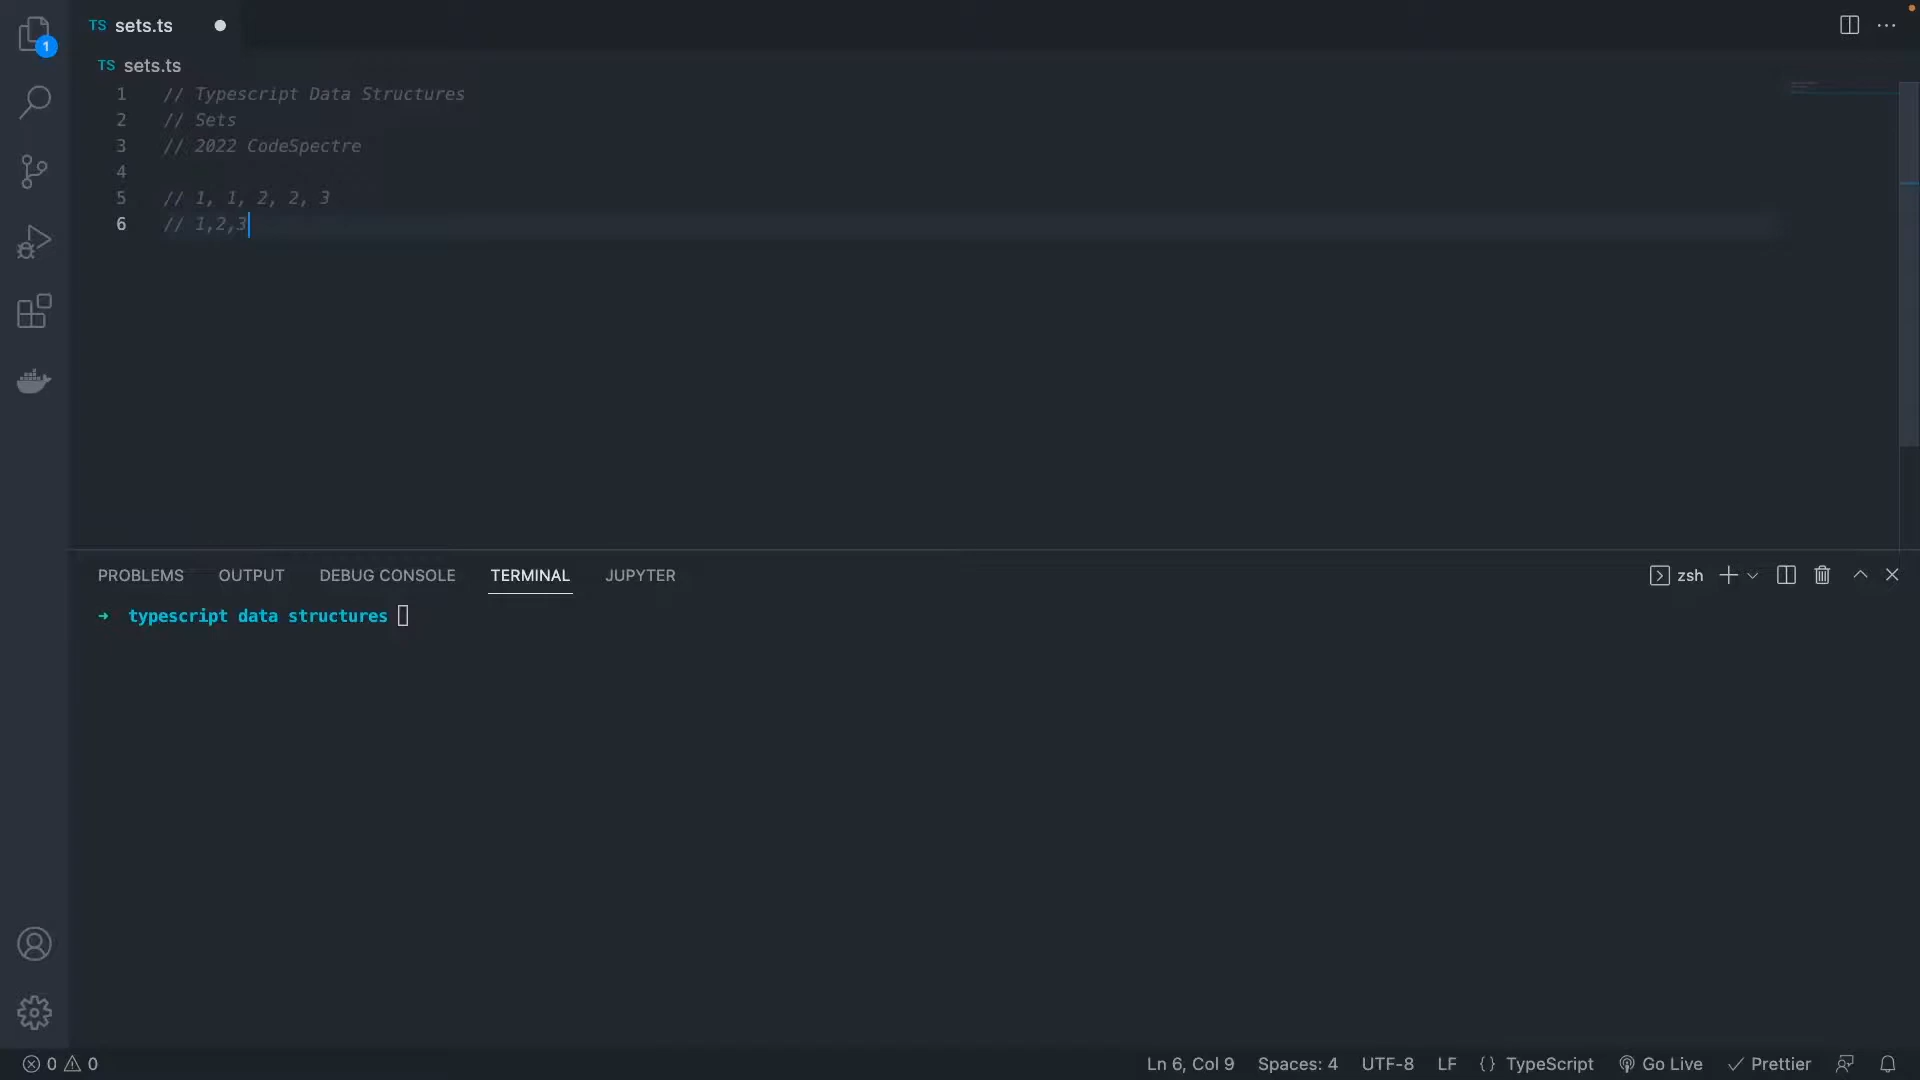 TS sets.ts
1
TS sets.ts
1 // Typescript Data Structures
2 // Sets
3 // 2022 CodeSpectre
4
5 // 1, 1, 2, 2, 3
6 // 1,2,3
PROBLEMS OUTPUT DEBUG CONSOLE TERMINAL JUPYTER zsh
➜ typescript data structures
0 0 Ln 6, Col 9 Spaces: 4 UTF-8 LF {} TypeScript Go Live Prettier